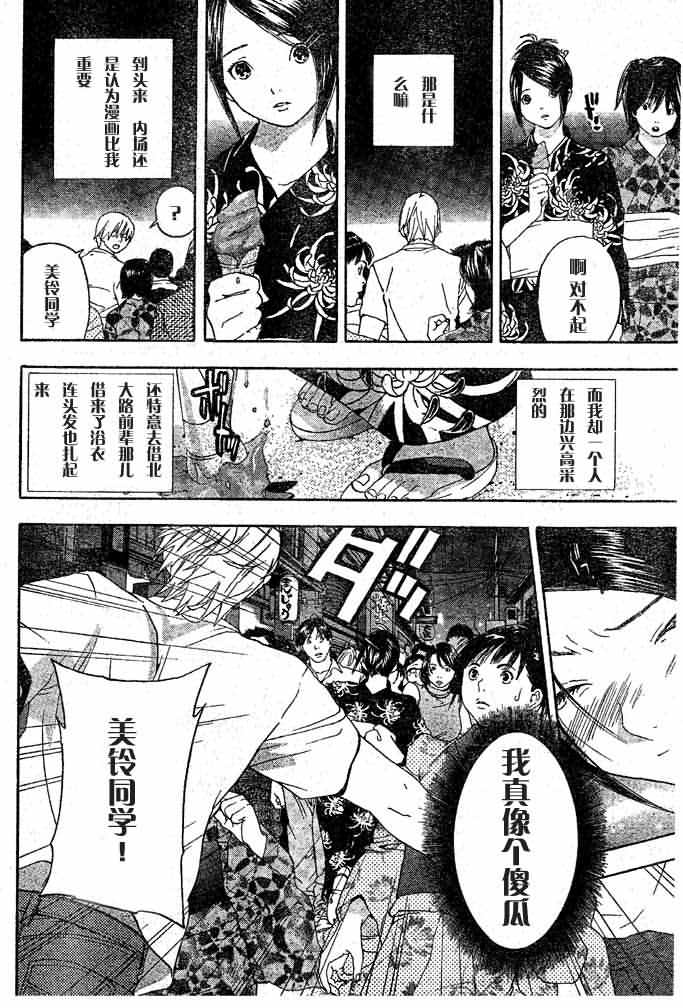 啊对不起
那是什
么嘛
到头来 内场还
是认为漫画比我
重要
?
美铃同学
而我却一个人
在那边兴高采
烈的
还特意去借北
大路前辈那儿
借来了浴衣
连头发也扎起
来
我真像个傻瓜
ダッ
美铃同学！